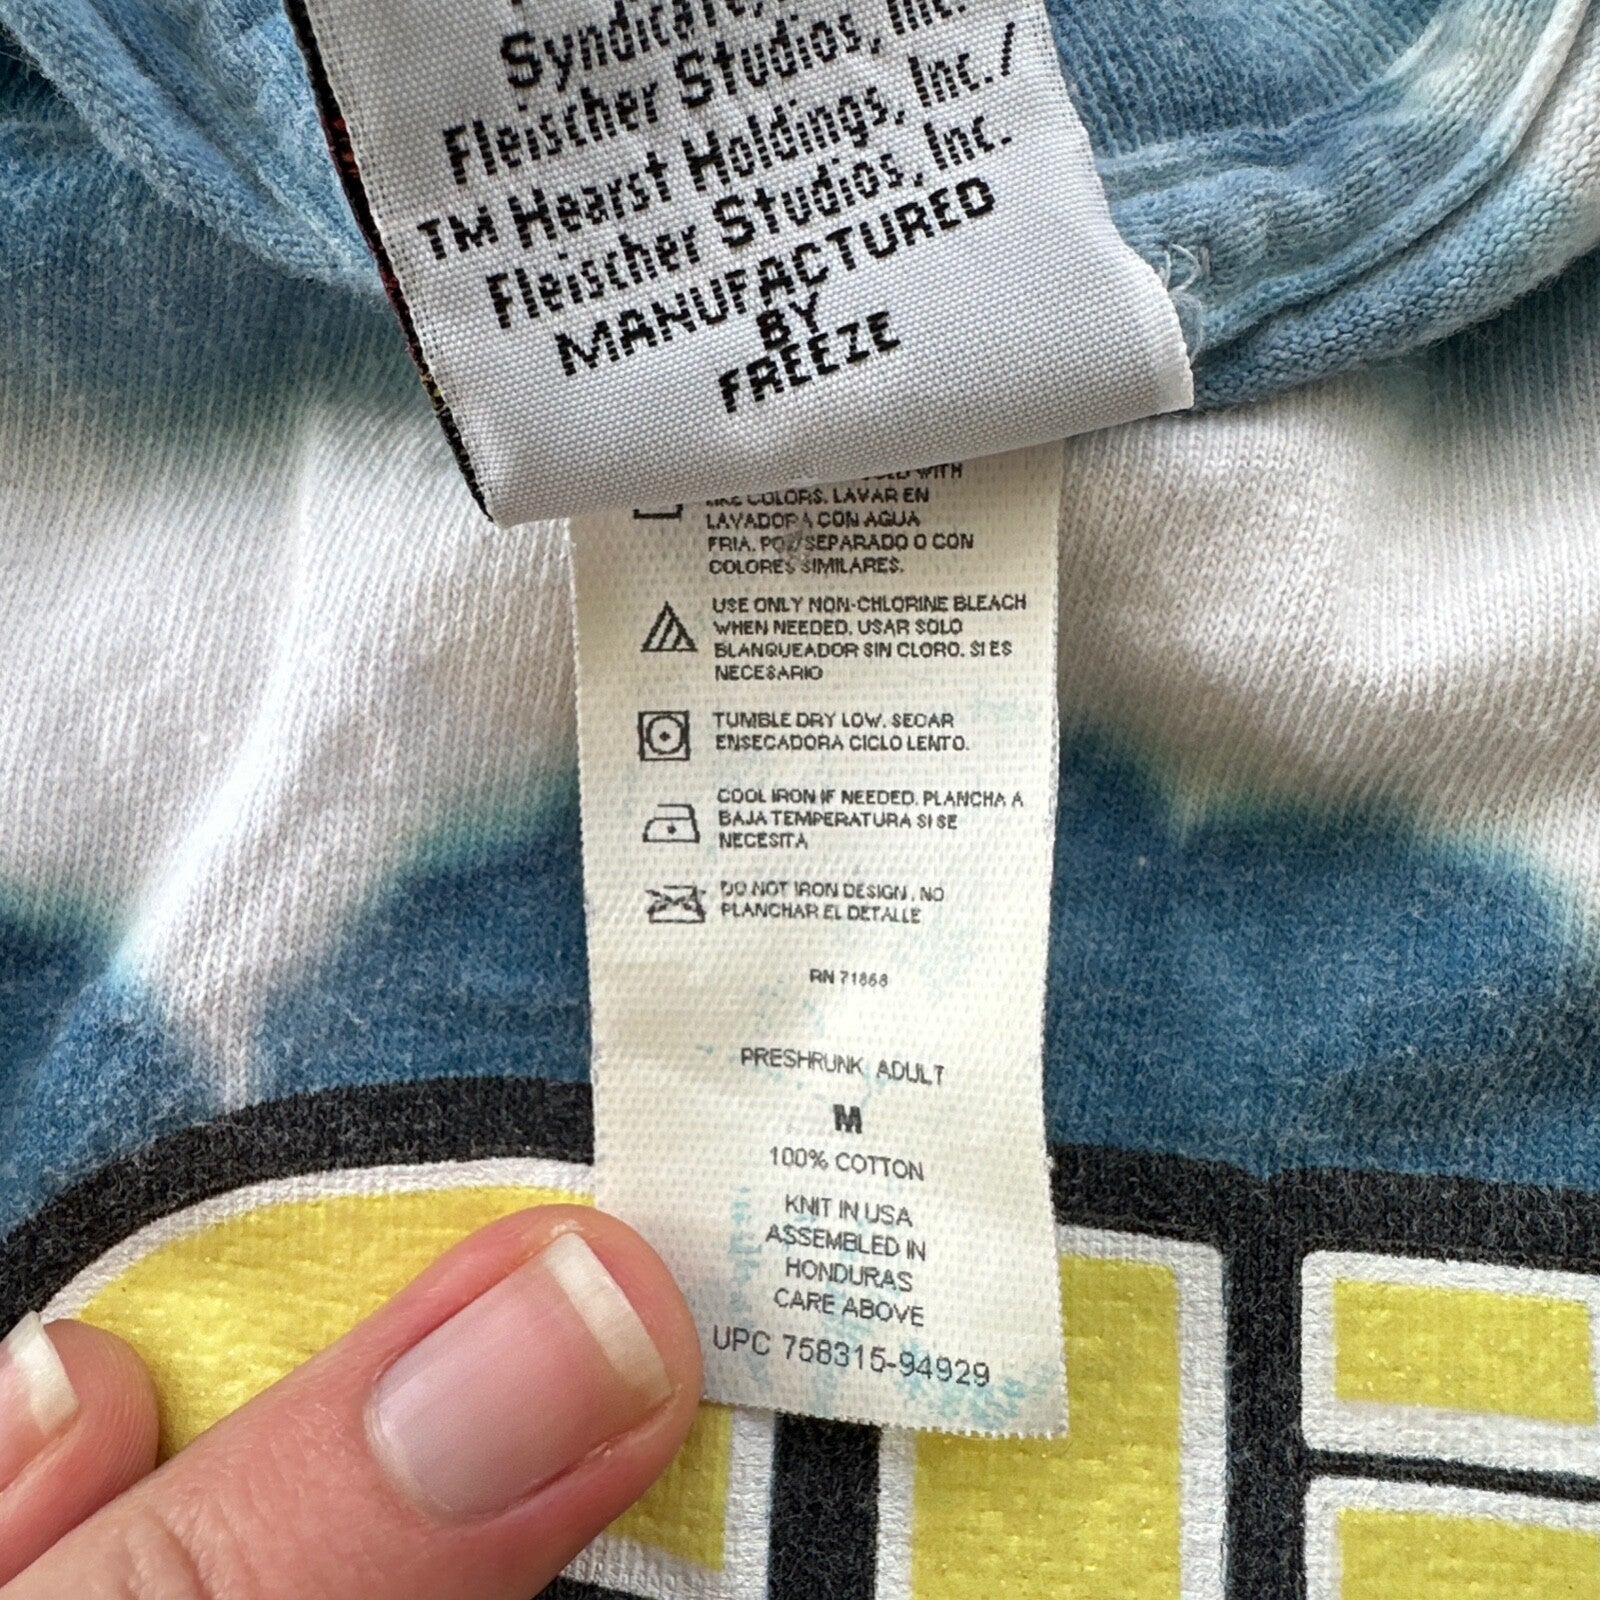 Syndicate,
Fleischer Studios, Inc.
TM Hearst Holdings, Inc./
Fleischer Studios, Inc.
MANUFACTURED
BY
FREEZE
WITH
LIKE COLORS. LAVAR EN
LAVADORA CON AGUA
FRIA. POR SEPARADO O CON
COLORES SIMILARES.
USE ONLY NON-CHLORINE BLEACH
WHEN NEEDED. USAR SOLO
BLANQUEADOR SIN CLORO. SI ES
NECESARIO
TUMBLE DRY LOW. SECAR
ENSECADORA CICLO LENTO.
COOL IRON IF NEEDED. PLANCHA A
BAJA TEMPERATURA SI SE
NECESITA
DO NOT IRON DESIGN. NO
PLANCHAR EL DETALLE
RN 71868
PRESHRUNK ADULT
M
100% COTTON
KNIT IN USA
ASSEMBLED IN
HONDURAS
CARE ABOVE
UPC 758315-94929